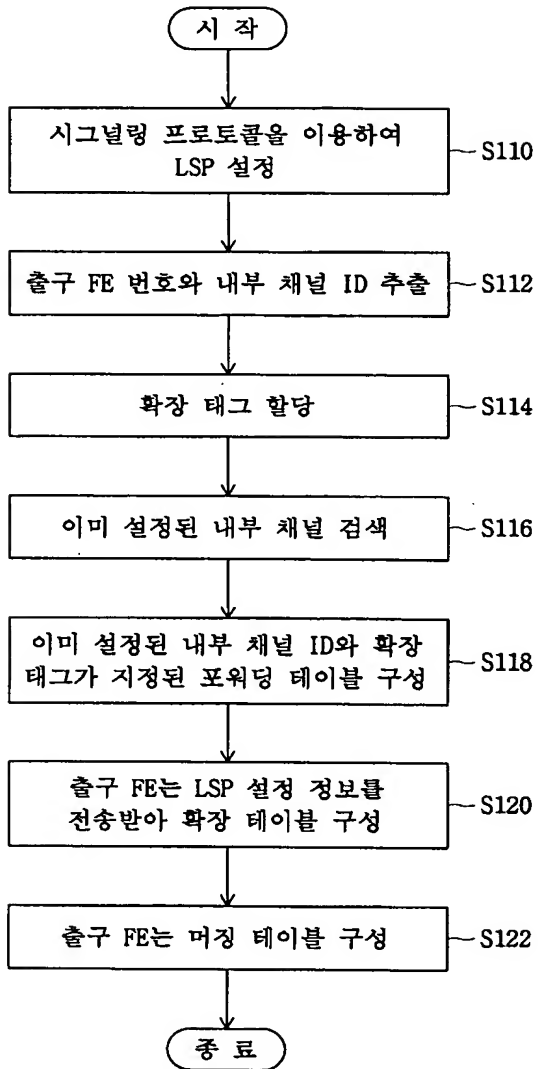 시 작
시그널링 프로토콜을 이용하여
LSP 설정
S110
출구 FE 번호와 내부 채널 ID 추출
S112
확장 태그 할당
S114
이미 설정된 내부 채널 검색
S116
이미 설정된 내부 채널 ID와 확장
태그가 지정된 포워딩 테이블 구성
S118
출구 FE는 LSP 설정 정보를
전송받아 확장 테이블 구성
S120
출구 FE는 머징 테이블 구성
S122
종 료